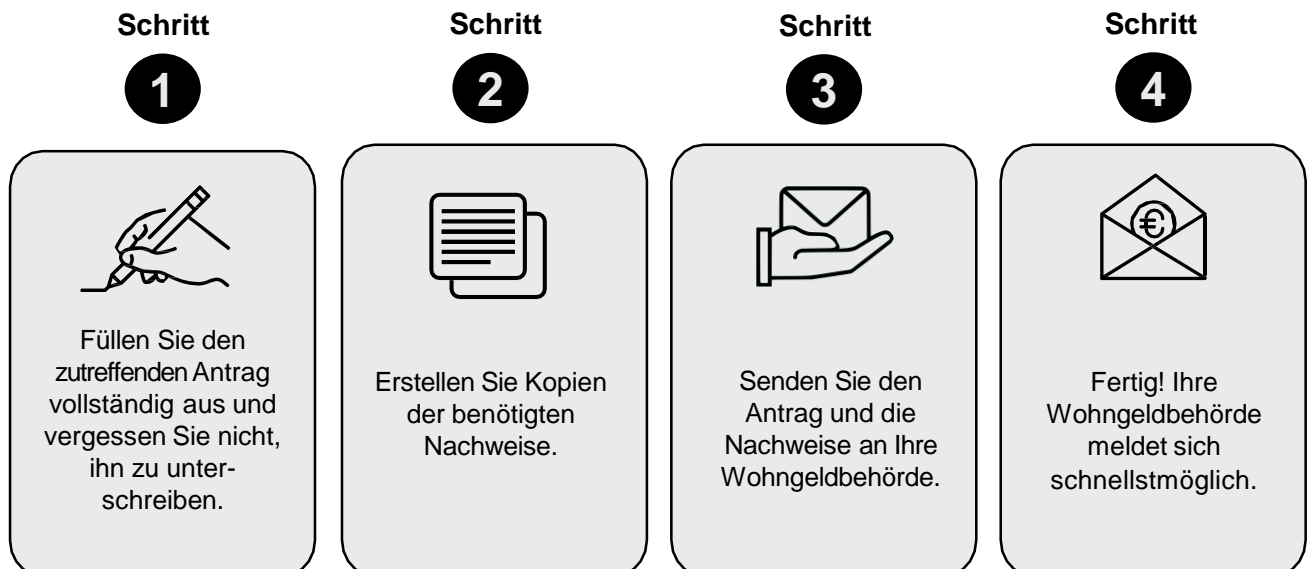 Schritt
1
Füllen Sie den
zutreffenden Antrag
vollständig aus und
vergessen Sie nicht,
ihn zu unter-
schreiben.
Schritt
2
Erstellen Sie Kopien
der benötigten
Nachweise.
Schritt
3
Senden Sie den
Antrag und die
Nachweise an Ihre
Wohngeldbehörde.
Schritt
4
€
Fertig! Ihre
Wohngeldbehörde
meldet sich
schnellstmöglich.